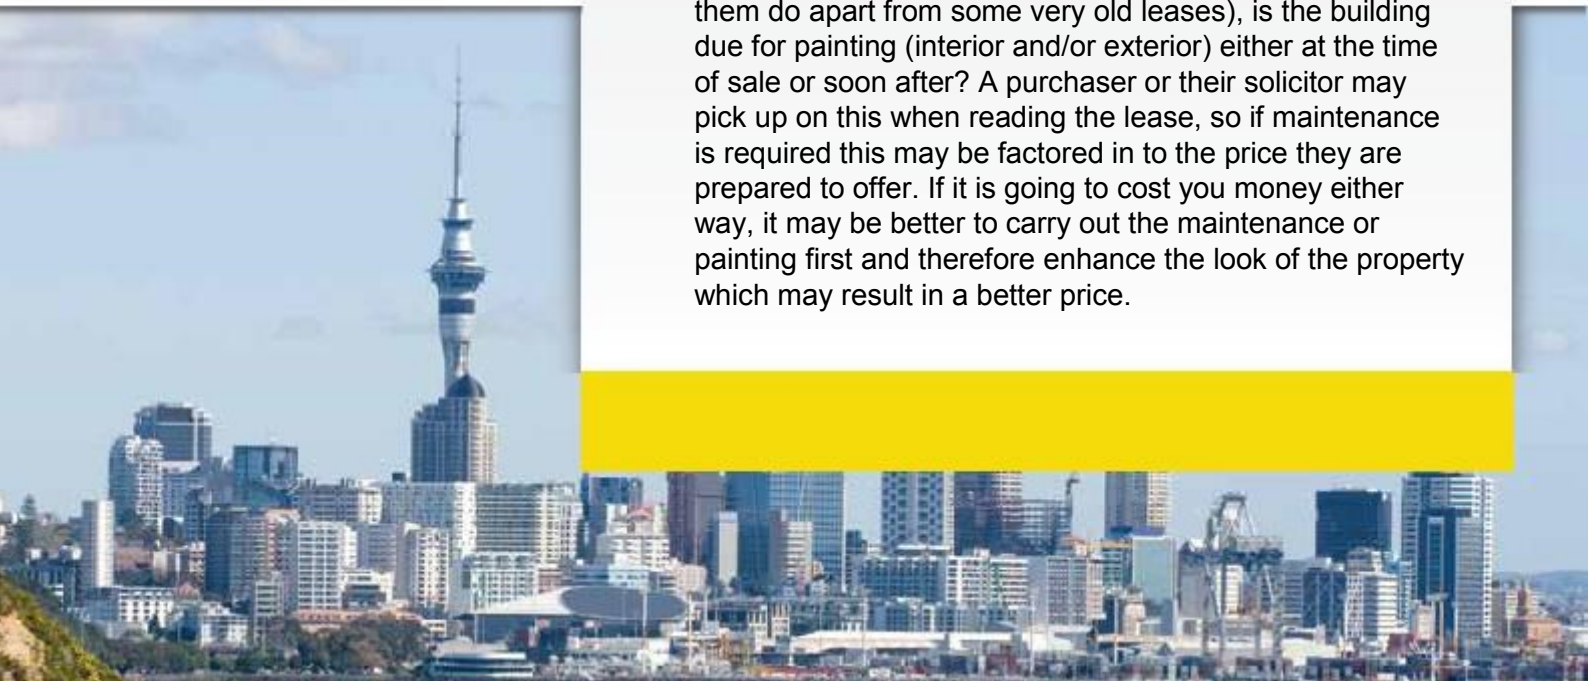 them do apart from some very old leases), is the building
due for painting (interior and/or exterior) either at the time
of sale or soon after? A purchaser or their solicitor may
pick up on this when reading the lease, so if maintenance
is required this may be factored in to the price they are
prepared to offer. If it is going to cost you money either
way, it may be better to carry out the maintenance or
painting first and therefore enhance the look of the property
which may result in a better price.